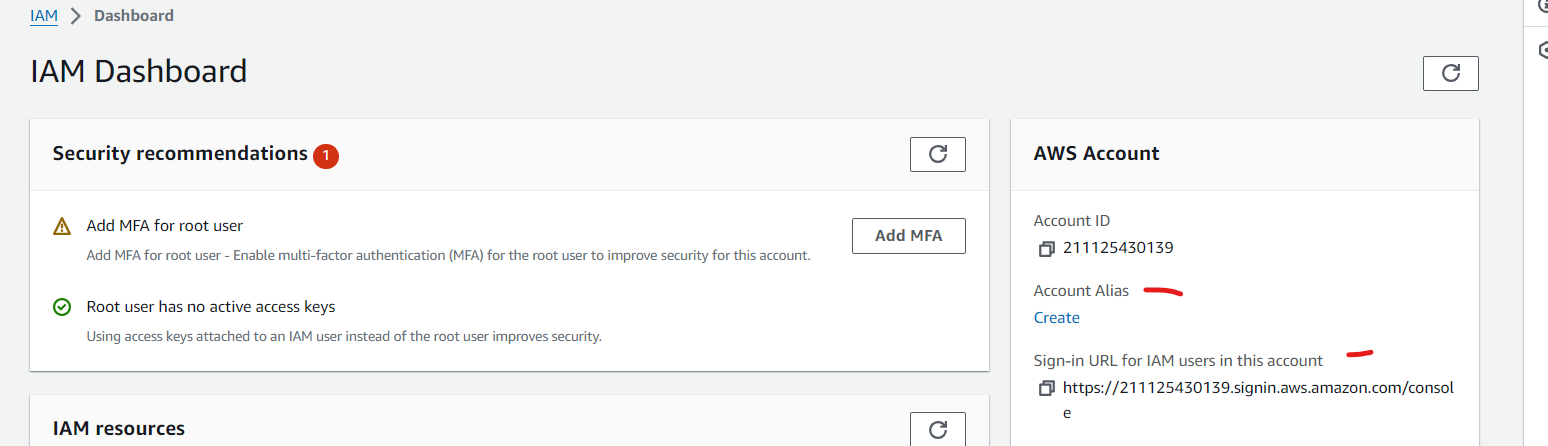 IAM > Dashboard
IAM Dashboard
Security recommendations 1
Add MFA for root user
Add MFA
Add MFA for root user - Enable multi-factor authentication (MFA) for the root user to improve security for this account.
Root user has no active access keys
Using access keys attached to an IAM user instead of the root user improves security.
IAM resources
AWS Account
Account ID
211125430139
Account Alias
Create
Sign-in URL for IAM users in this account
https://211125430139.signin.aws.amazon.com/consol
e